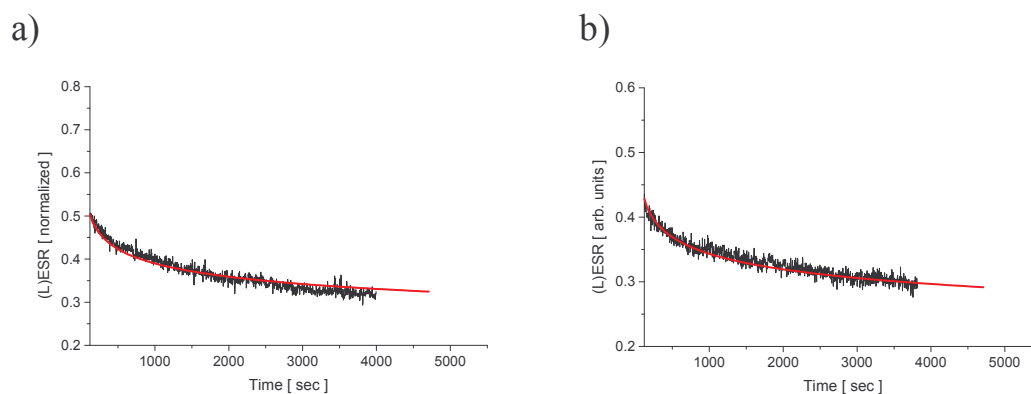 a)
b)
0.8
0.7
0.6
0.5
0.4
0.3
0.2
(L)ESR [ normalized ]
1000 2000 3000 4000 5000
Time [ sec ]
0.6
0.5
0.4
0.3
0.2
(L)ESR [ arb. units ]
1000 2000 3000 4000 5000
Time [ sec ]